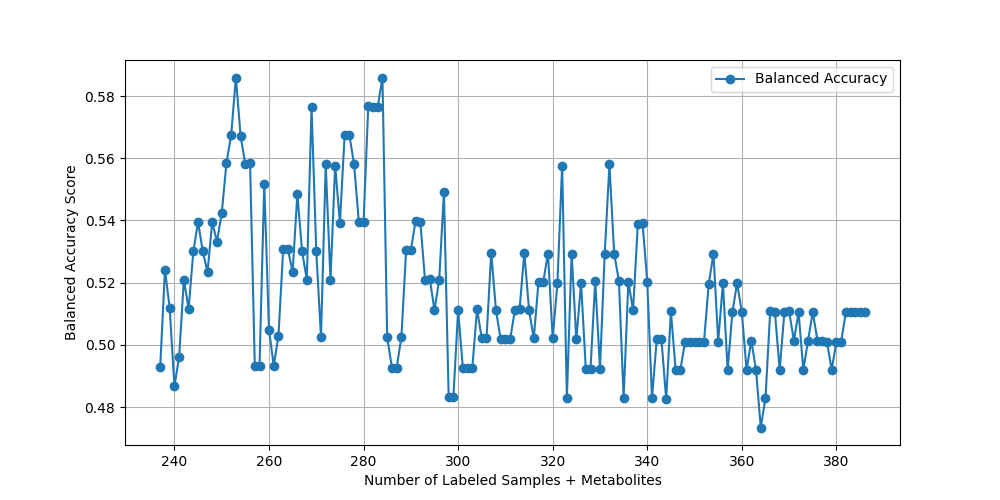 Balanced Accuracy
0.58
0.56
0.54
0.52
0.50
0.48
Balanced Accuracy Score
240 260 280 300 320 340 360 380
Number of Labeled Samples + Metabolites